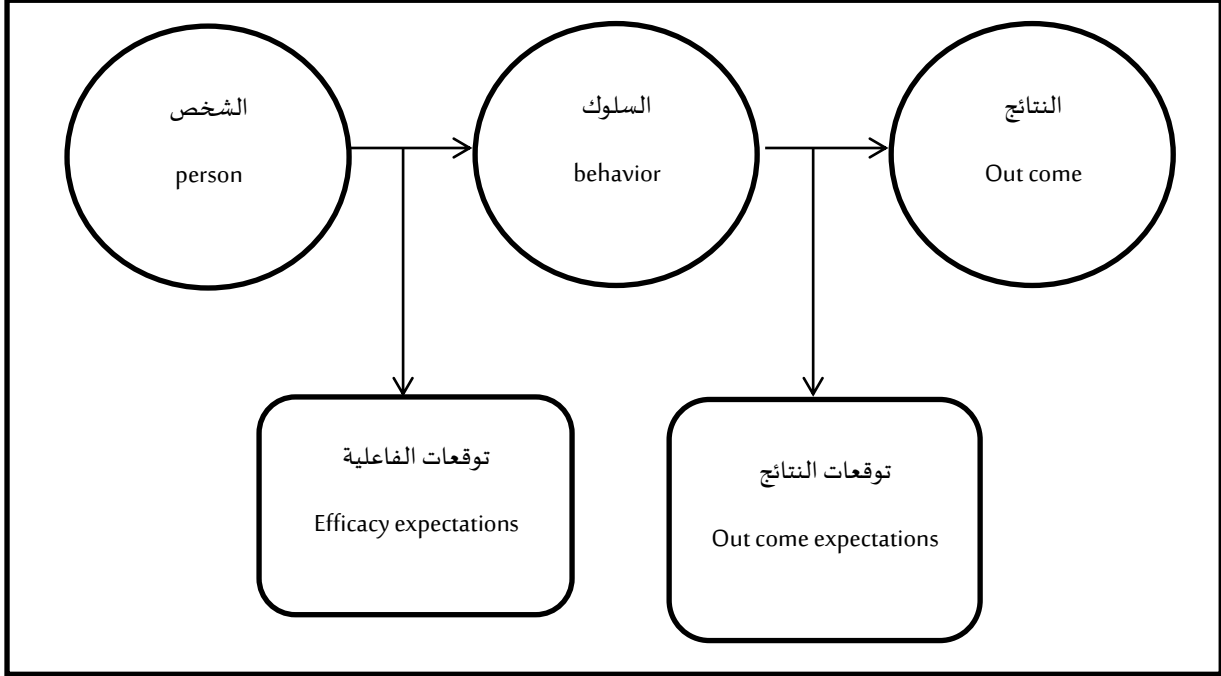 الشخص
person
السلوك
behavior
النتائج
Out come
توقعات الفاعلية
Efficacy expectations
توقعات النتائج
Out come expectations